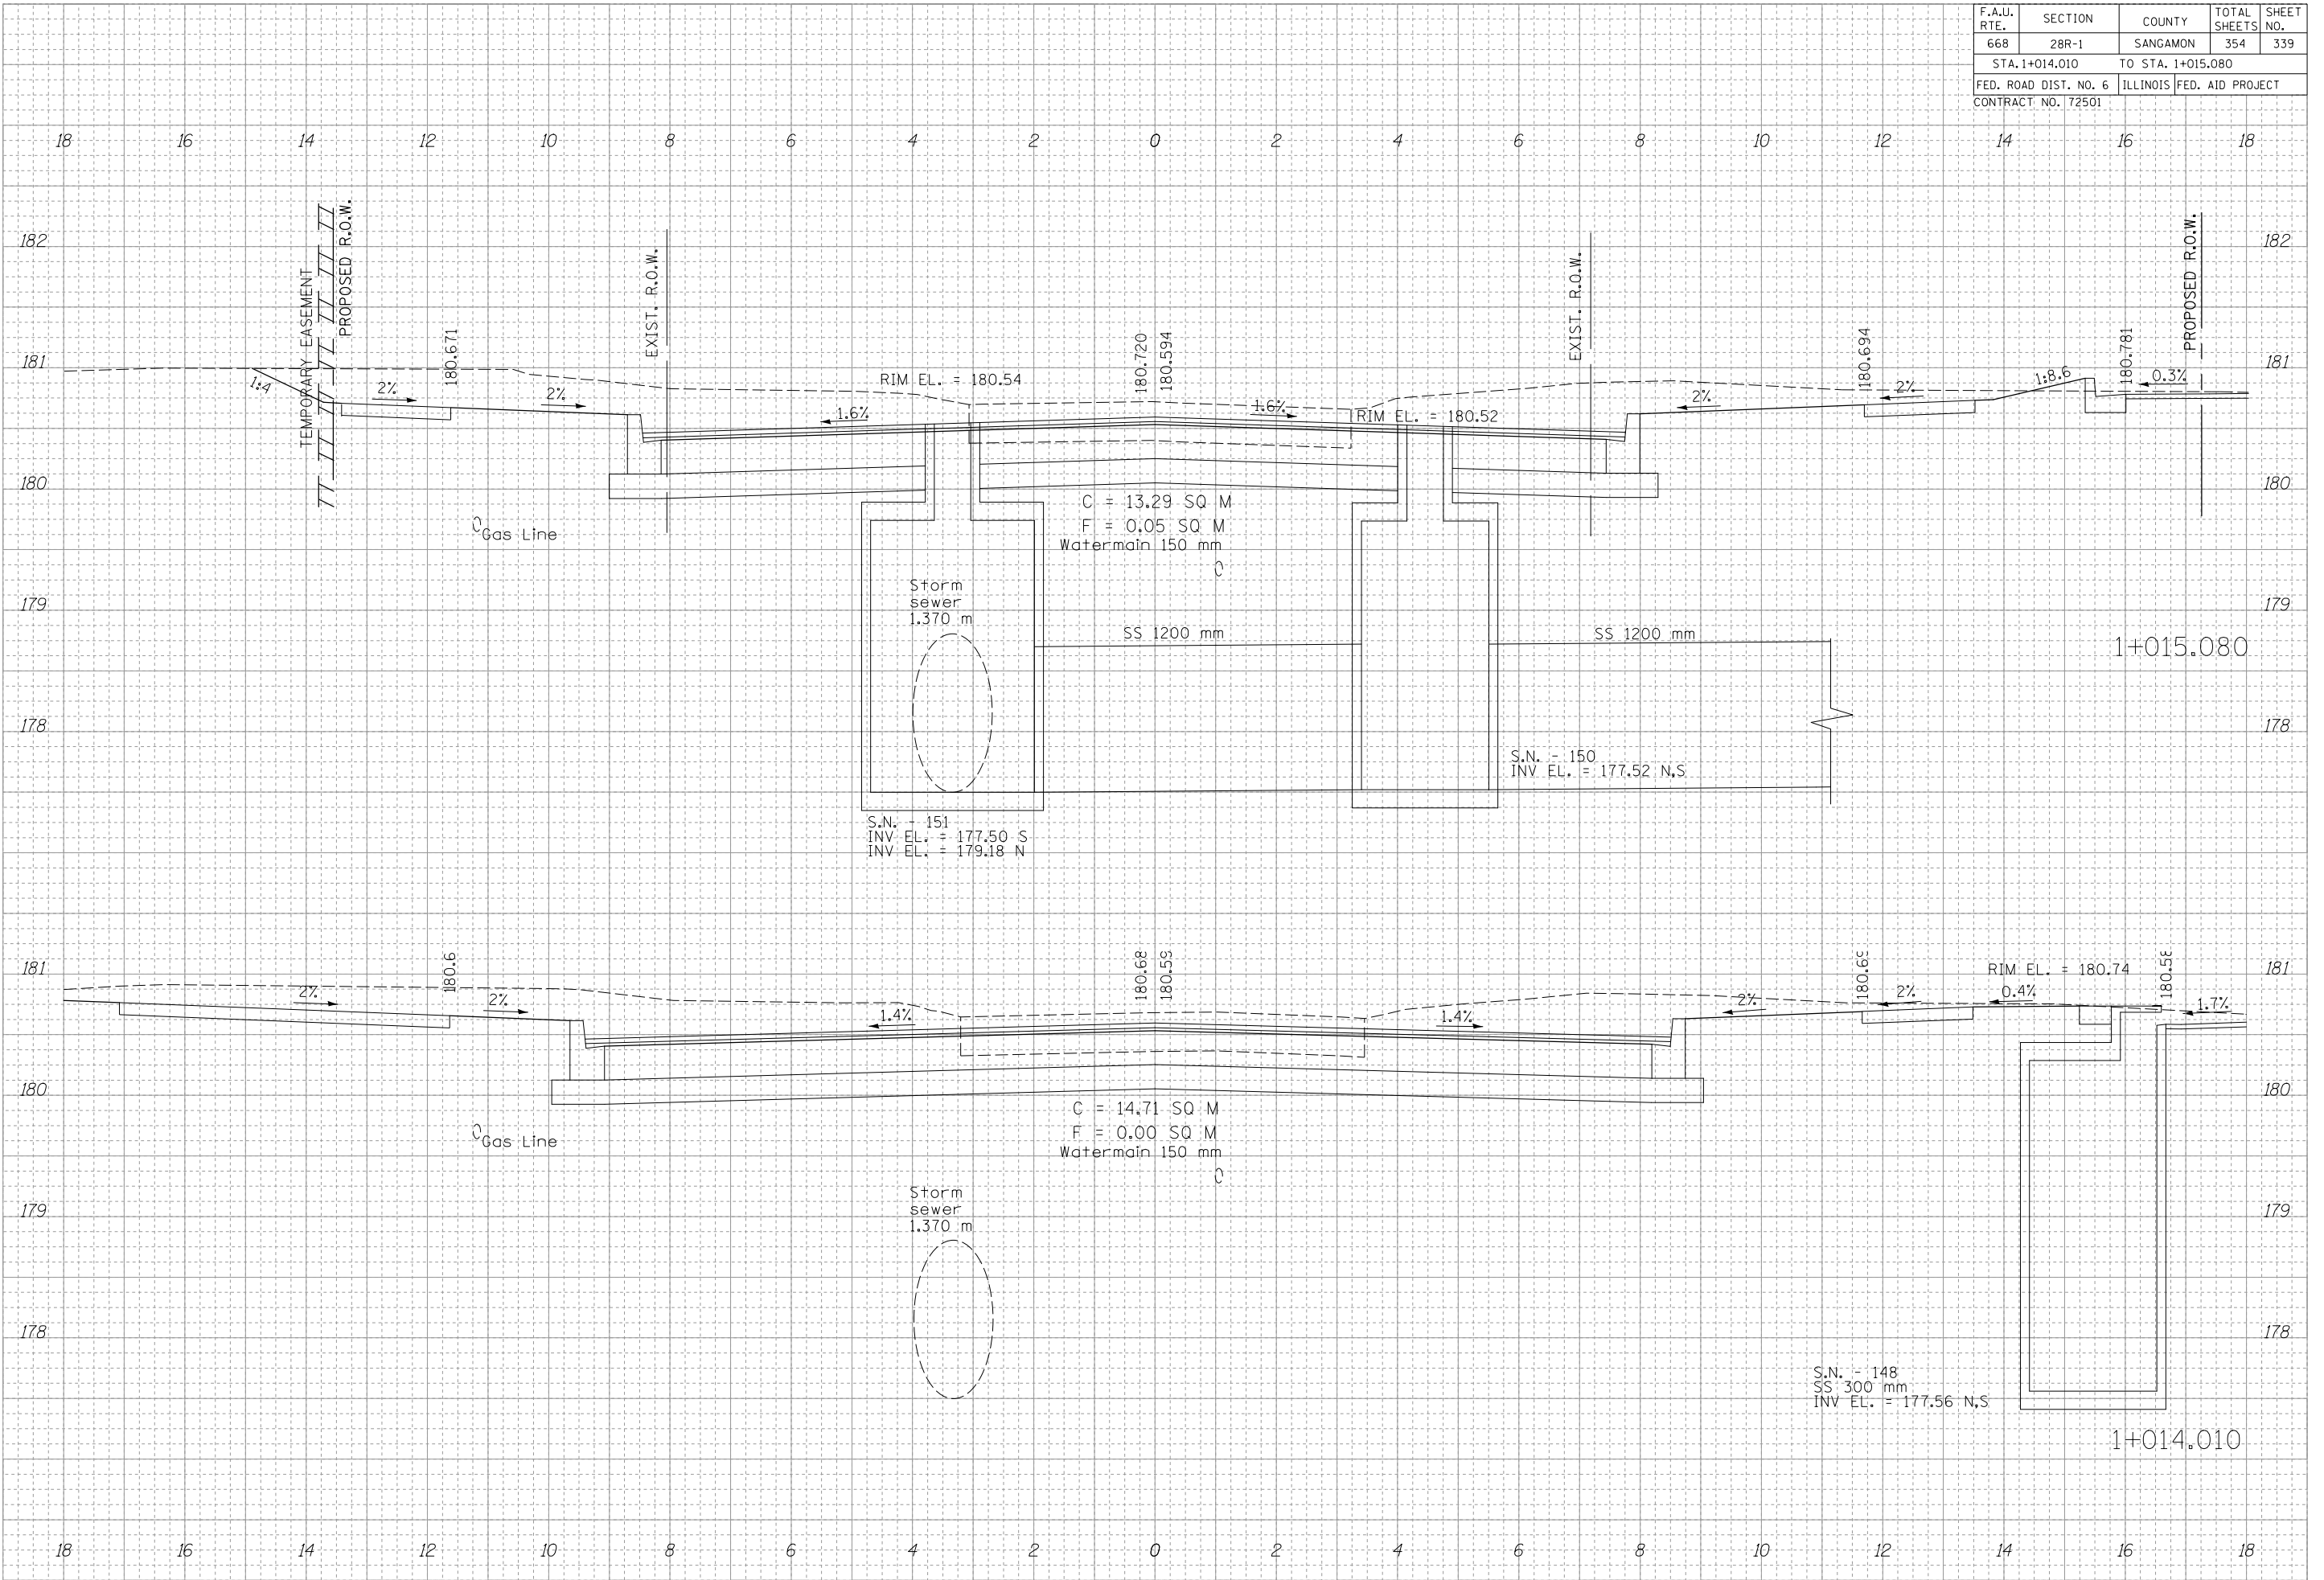 F.A.U. RTE. SECTION COUNTY TOTAL SHEETS SHEET NO.
668 28R-1 SANGAMON 354 339
STA. 1+014.010 TO STA. 1+015.080
FED. ROAD DIST. NO. 6 ILLINOIS FED. AID PROJECT
CONTRACT NO. 72501
18 16 14 12 10 8 6 4 2 0 2 4 6 8 10 12 14 16 18
182 182
TEMPORARY EASEMENT
PROPOSED R.O.W.
EXIST. R.O.W.
EXIST. R.O.W.
PROPOSED R.O.W.
180.671
180.720
180.594
180.694
180.781
181 181
1:4
2%
2%
RIM EL. = 180.54
1.6%
1.6%
RIM EL. = 180.52
2%
2%
1:8.6
0.3%
180 180
Gas Line
C = 13.29 SQ M
F = 0.05 SQ M
Watermain 150 mm
Storm
sewer
1.370 m
179 179
SS 1200 mm
SS 1200 mm
1+015.080
178 178
S.N. - 150
INV EL. = 177.52 N,S
S.N. - 151
INV EL. = 177.50 S
INV EL. = 179.18 N
180.6
180.68
180.59
180.69
180.58
181 181
RIM EL. = 180.74
2%
2%
1.4%
1.4%
2%
2%
0.4%
1.7%
180 180
Gas Line
C = 14.71 SQ M
F = 0.00 SQ M
Watermain 150 mm
Storm
sewer
1.370 m
179 179
178 178
S.N. - 148
SS 300 mm
INV EL. = 177.56 N,S
1+014.010
18 16 14 12 10 8 6 4 2 0 2 4 6 8 10 12 14 16 18